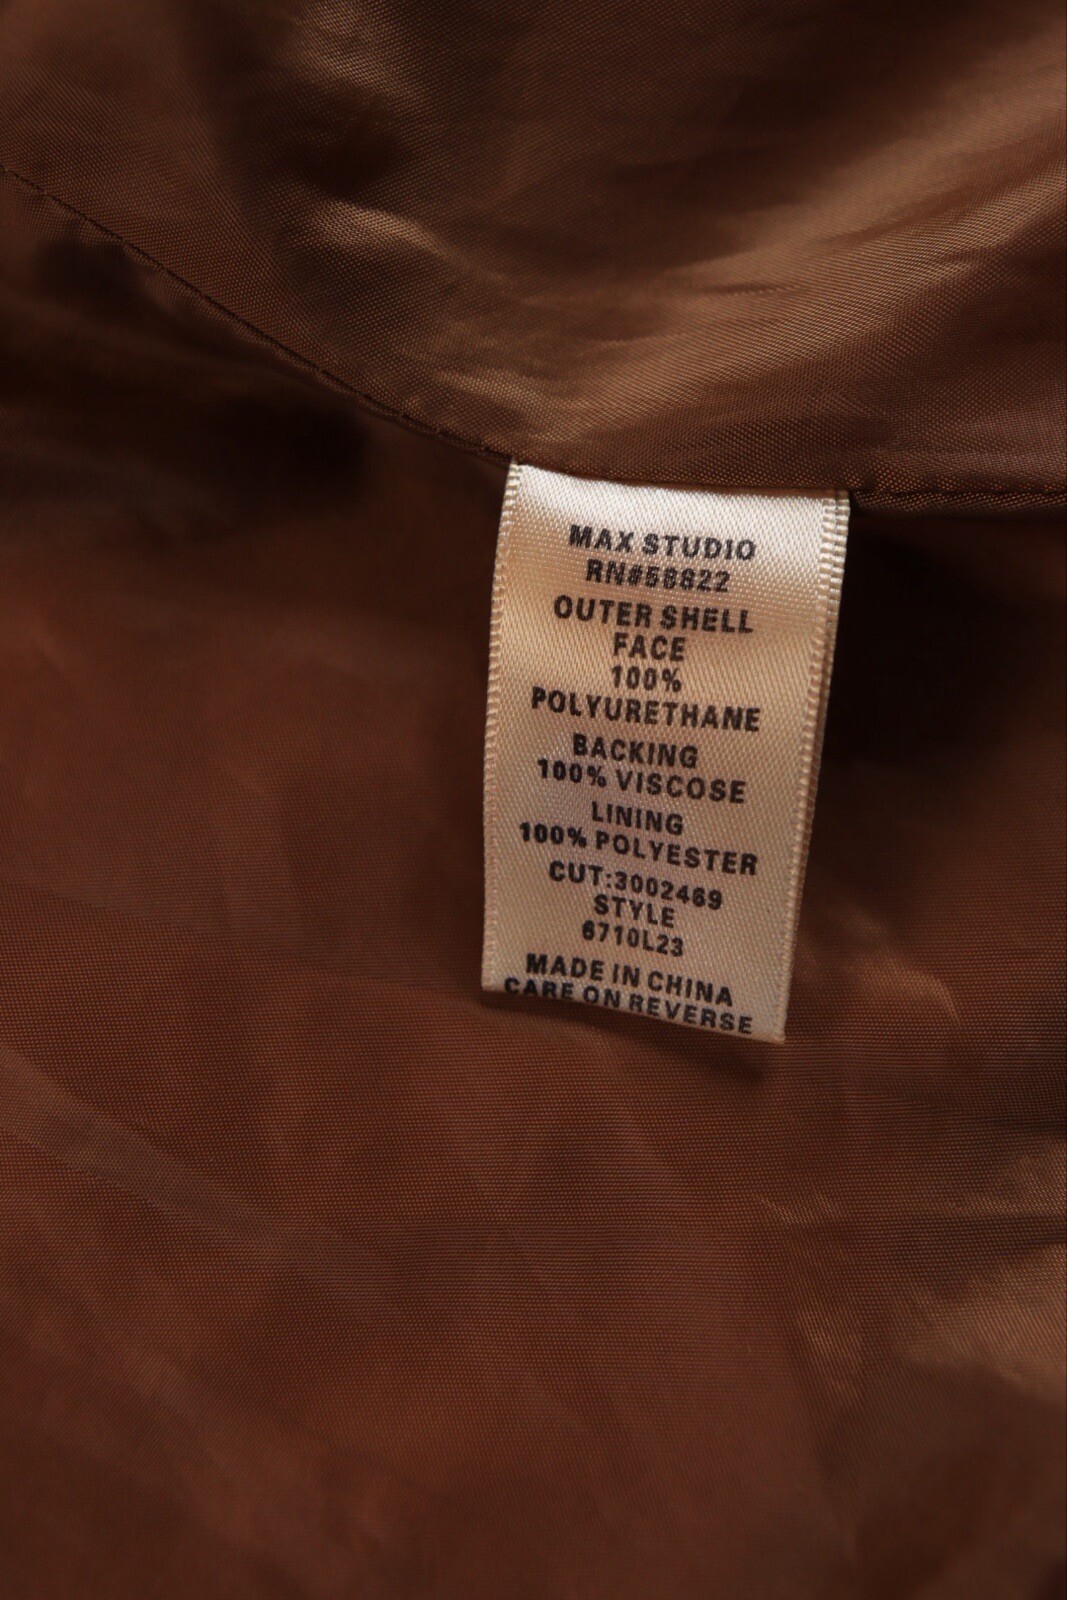 MAX STUDIO
RN#58822
OUTER SHELL
FACE
100%
POLYURETHANE
BACKING
100% VISCOSE
LINING
100% POLYESTER
CUT:3002469
STYLE
6710L23
MADE IN CHINA
CARE ON REVERSE